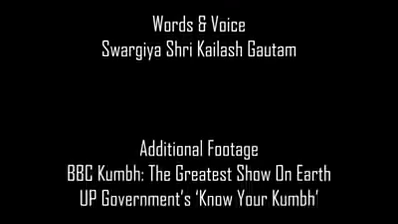 Words & Voice
Swargiya Shri Kailash Gautam
Additional Footage
BBC Kumbh: The Greatest Show On Earth
UP Government's 'Know Your Kumbh'